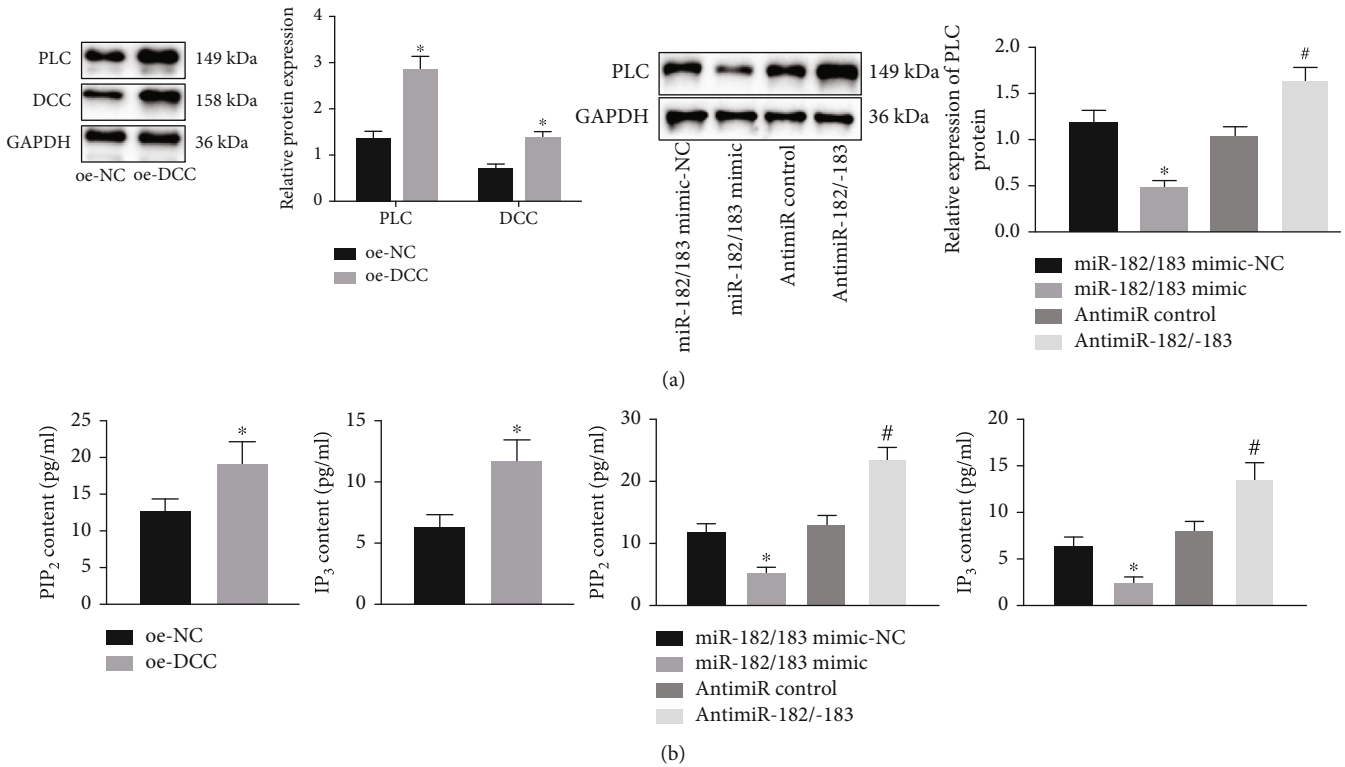 PLC
149 kDa
DCC
158 kDa
GAPDH
36 kDa
oe-NC oe-DCC
Relative protein expression
4
3
2
1
0
*
*
PLC
DCC
oe-NC
oe-DCC
PLC
149 kDa
GAPDH
36 kDa
miR-182/183 mimic-NC
miR-182/183 mimic
AntimiR control
AntimiR-182/-183
Relative expression of PLC
protein
2.0
1.5
1.0
0.5
0.0
*
#
miR-182/183 mimic-NC
miR-182/183 mimic
AntimiR control
AntimiR-182/-183
(a)
PIP2 content (pg/ml)
25
20
15
10
5
0
*
oe-NC
oe-DCC
IP3 content (pg/ml)
15
10
5
0
*
PIP2 content (pg/ml)
30
20
10
0
*
#
miR-182/183 mimic-NC
miR-182/183 mimic
AntimiR control
AntimiR-182/-183
IP3 content (pg/ml)
20
15
10
5
0
*
#
(b)